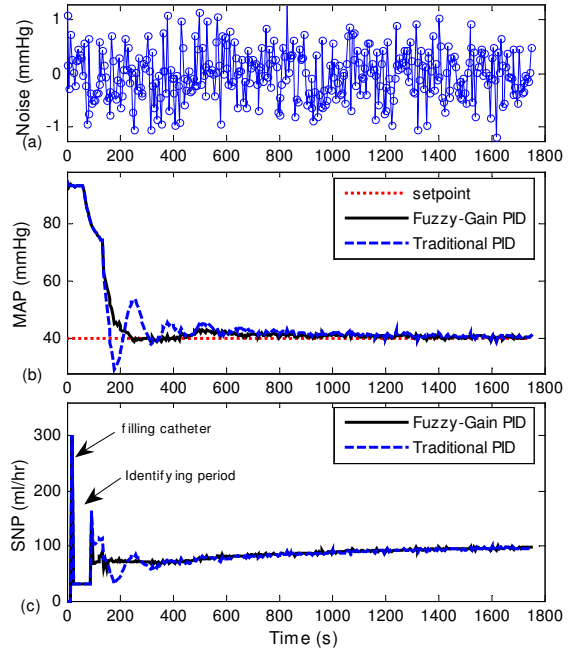 Noise (mmHg)
1
0
-1
(a)
0 200 400 600 800 1000 1200 1400 1600 1800
MAP (mmHg)
80
60
40
(b)
setpoint
Fuzzy-Gain PID
Traditional PID
0 200 400 600 800 1000 1200 1400 1600 1800
SNP (ml/hr)
300
200
100
0
(c)
filling catheter
Identifying period
Fuzzy-Gain PID
Traditional PID
0 200 400 600 800 1000 1200 1400 1600 1800
Time (s)